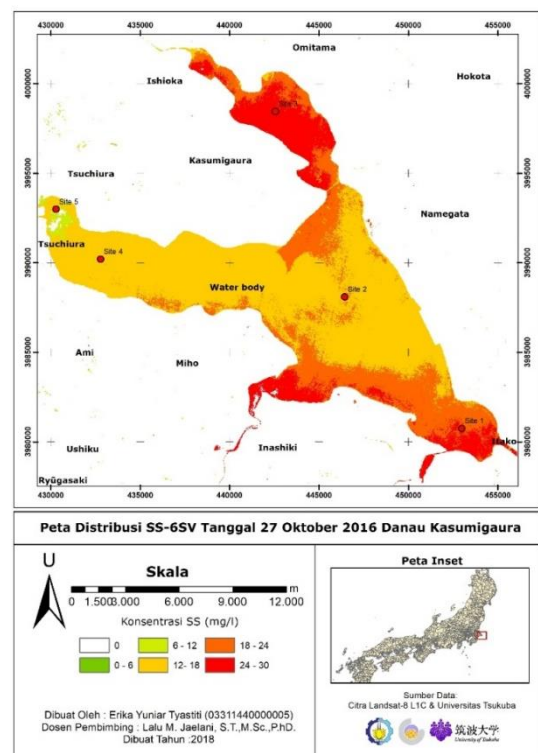 430000 435000 440000 445000 450000 455000
Omitama
4000000
Ishioka
Hokota
4000000
Site 3
Kasumigaura
3995000
Tsuchiura
3995000
Site 5
Namegata
Tsuchiura
Site 4
3990000
3990000
Water body
Site 2
3985000
Ami
Miho
3985000
Site 1
3980000
Ushiku
Inashiki
Itako
3980000
Ryūgasaki
430000 435000 440000 445000 450000 455000
Peta Distribusi SS-6SV Tanggal 27 Oktober 2016 Danau Kasumigaura
U
Skala
m
0 1.500 3.000 6.000 9.000 12.000
Konsentrasi SS (mg/l)
0 6 - 12 18 - 24
0 - 6 12 - 18 24 - 30
Dibuat Oleh : Erika Yuniar Tyastiti (03311440000005)
Dosen Pembimbing : Lalu M. Jaelani, S.T.,M.Sc.,P.hD.
Dibuat Tahun :2018
Peta Inset
Sumber Data:
Citra Landsat-8 L1C & Universitas Tsukuba
筑波大学
University of Tsukuba